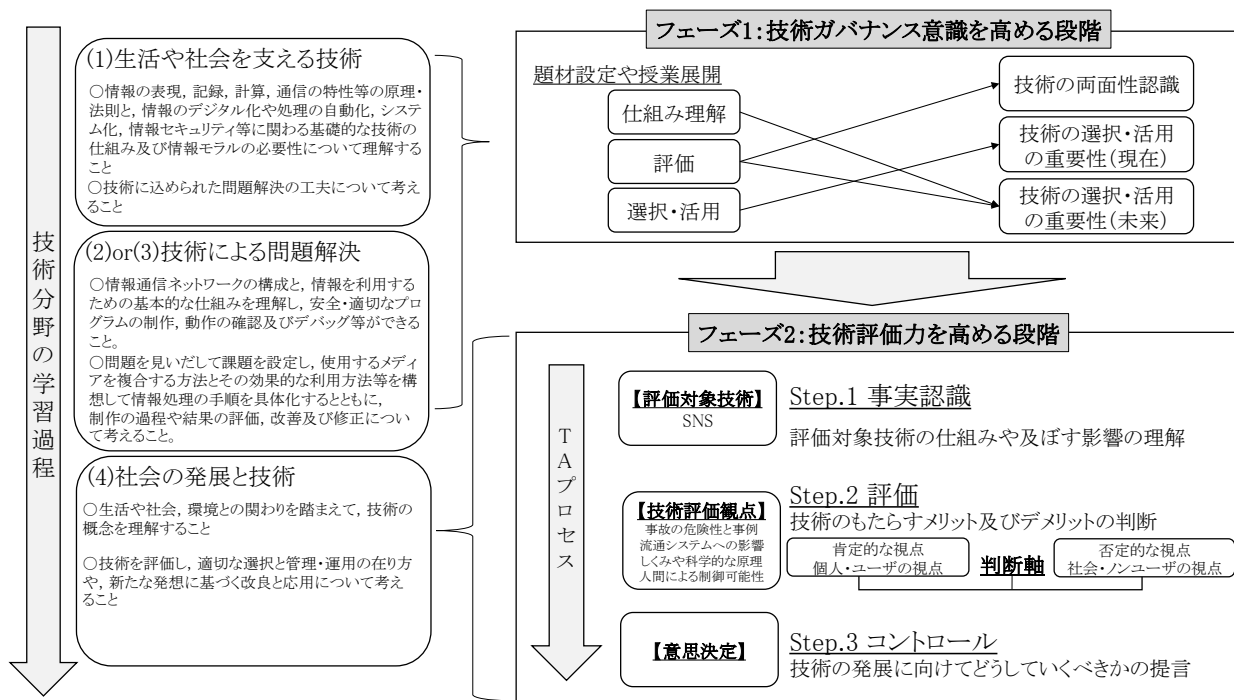 技術分野の学習過程
(1)生活や社会を支える技術
○情報の表現, 記録, 計算, 通信の特性等の原理・
法則と, 情報のデジタル化や処理の自動化, システ
ム化, 情報セキュリティ等に関わる基礎的な技術の
仕組み及び情報モラルの必要性について理解する
こと
○技術に込められた問題解決の工夫について考え
ること
(2)or(3)技術による問題解決
○情報通信ネットワークの構成と, 情報を利用する
ための基本的な仕組みを理解し, 安全・適切なプロ
グラムの制作, 動作の確認及びデバッグ等ができる
こと。
○問題を見いだして課題を設定し, 使用するメディ
アを複合する方法とその効果的な利用方法等を構
想して情報処理の手順を具体化するとともに,
制作の過程や結果の評価, 改善及び修正につい
て考えること。
(4)社会の発展と技術
○生活や社会, 環境との関わりを踏まえて, 技術の
概念を理解すること
○技術を評価し, 適切な選択と管理・運用の在り方
や, 新たな発想に基づく改良と応用について考え
ること
フェーズ1:技術ガバナンス意識を高める段階
題材設定や授業展開
仕組み理解
評価
選択・活用
技術の両面性認識
技術の選択・活用
の重要性(現在)
技術の選択・活用
の重要性(未来)
フェーズ2:技術評価力を高める段階
TAプロセス
【評価対象技術】
SNS
Step.1 事実認識
評価対象技術の仕組みや及ぼす影響の理解
【技術評価観点】
事故の危険性と事例
流通システムへの影響
しくみや科学的な原理
人間による制御可能性
Step.2 評価
技術のもたらすメリット及びデメリットの判断
肯定的な視点
個人・ユーザの視点
判断軸
否定的な視点
社会・ノンユーザの視点
【意思決定】
Step.3 コントロール
技術の発展に向けてどうしていくべきかの提言